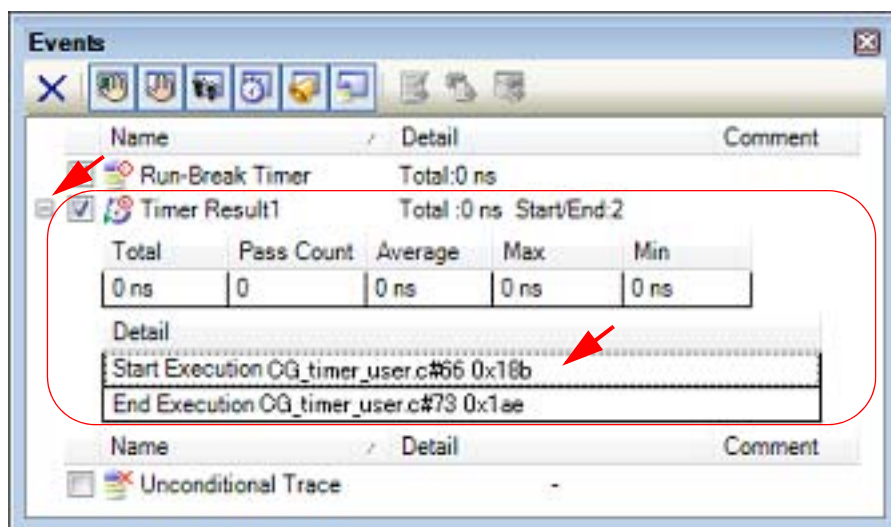 Events
Name / Detail Comment
Run-Break Timer Total:0 ns
Timer Result1 Total :0 ns Start/End:2
Total Pass Count Average Max Min
0 ns 0 0 ns 0 ns 0 ns
Detail
Start Execution CG_timer_user.c#66 0x18b
End Execution CG_timer_user.c#73 0x1ae
Name / Detail Comment
Unconditional Trace -